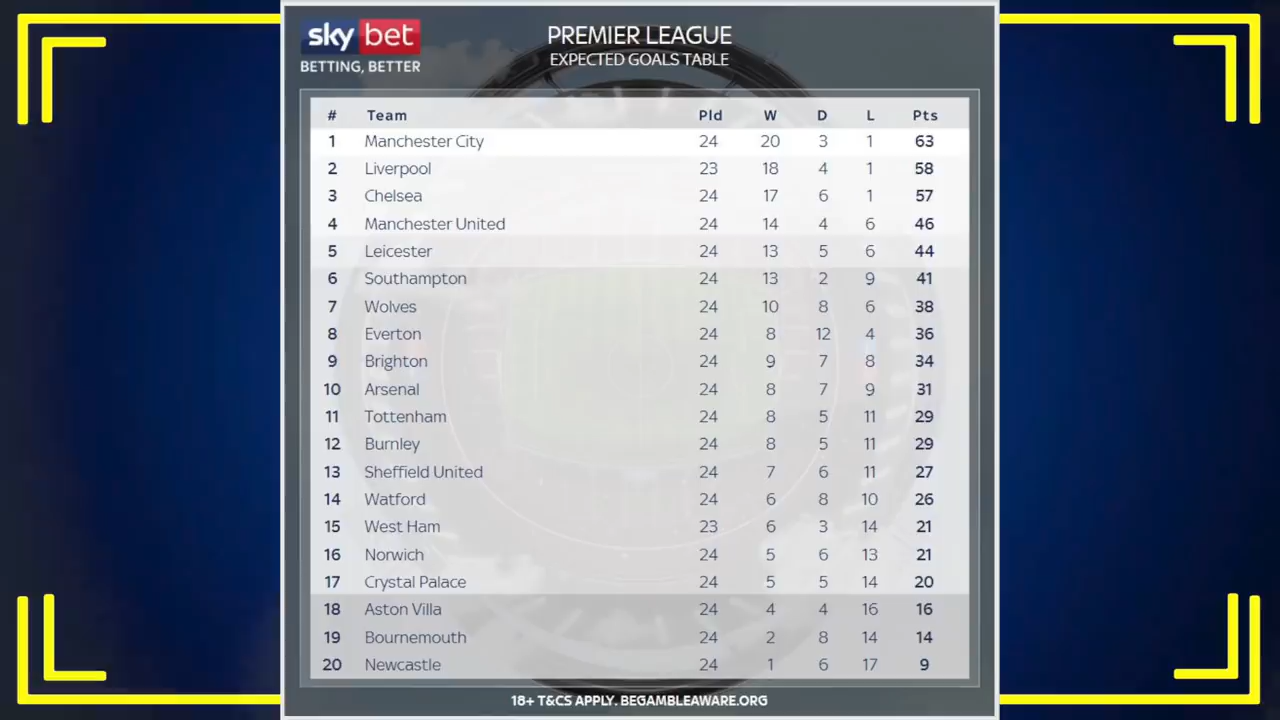 sky bet
BETTING, BETTER
PREMIER LEAGUE
EXPECTED GOALS TABLE
# Team Pld W D L Pts
1 Manchester City 24 20 3 1 63
2 Liverpool 23 18 4 1 58
3 Chelsea 24 17 6 1 57
4 Manchester United 24 14 4 6 46
5 Leicester 24 13 5 6 44
6 Southampton 24 13 2 9 41
7 Wolves 24 10 8 6 38
8 Everton 24 8 12 4 36
9 Brighton 24 9 7 8 34
10 Arsenal 24 8 7 9 31
11 Tottenham 24 8 5 11 29
12 Burnley 24 8 5 11 29
13 Sheffield United 24 7 6 11 27
14 Watford 24 6 8 10 26
15 West Ham 23 6 3 14 21
16 Norwich 24 5 6 13 21
17 Crystal Palace 24 5 5 14 20
18 Aston Villa 24 4 4 16 16
19 Bournemouth 24 2 8 14 14
20 Newcastle 24 1 6 17 9
18+ T&CS APPLY. BEGAMBLEAWARE.ORG